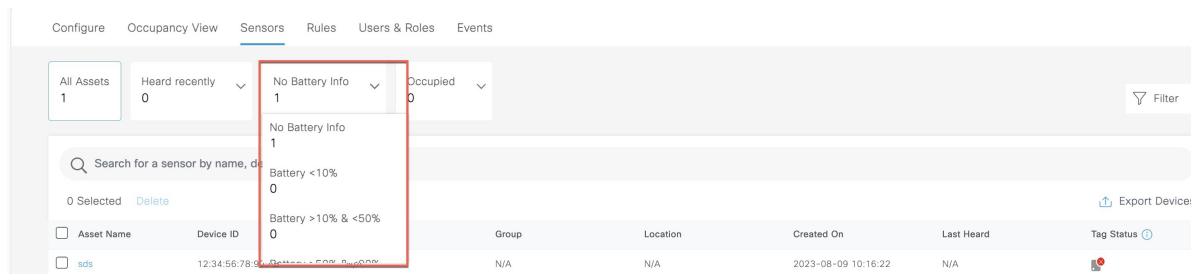 Configure Occupancy View Sensors Rules Users & Roles Events
All Assets Heard recently No Battery Info Occupied
1 0 1 0
Filter
No Battery Info
1
Search for a sensor by name, de
Battery <10%
0
0 Selected Delete Export Devices
Battery >10% & <50%
0
Asset Name Device ID Group Location Created On Last Heard Tag Status
sds 12:34:56:78:9 N/A N/A 2023-08-09 10:16:22 N/A